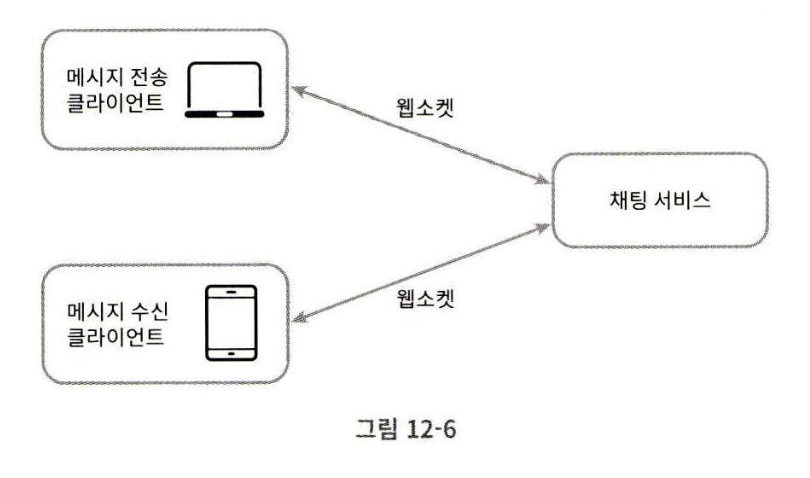 메시지 전송
클라이언트
웹소켓
채팅 서비스
메시지 수신
클라이언트
웹소켓
그림 12-6